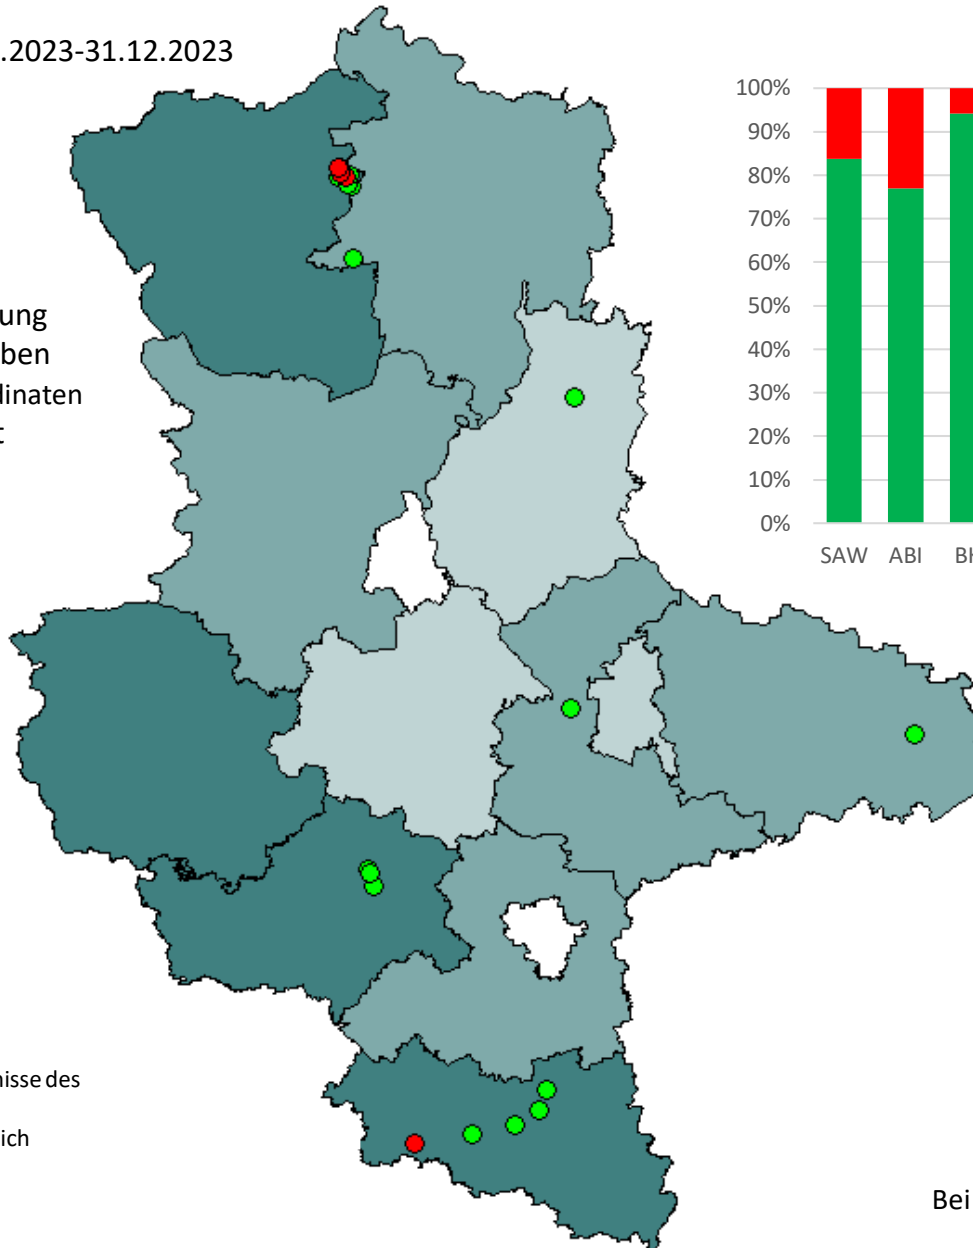 .2023-31.12.2023
100%
90%
80%
70%
60%
50%
40%
30%
20%
10%
0%
SAW ABI
ung
ben
dinaten
t
nisse des
ich
Bei